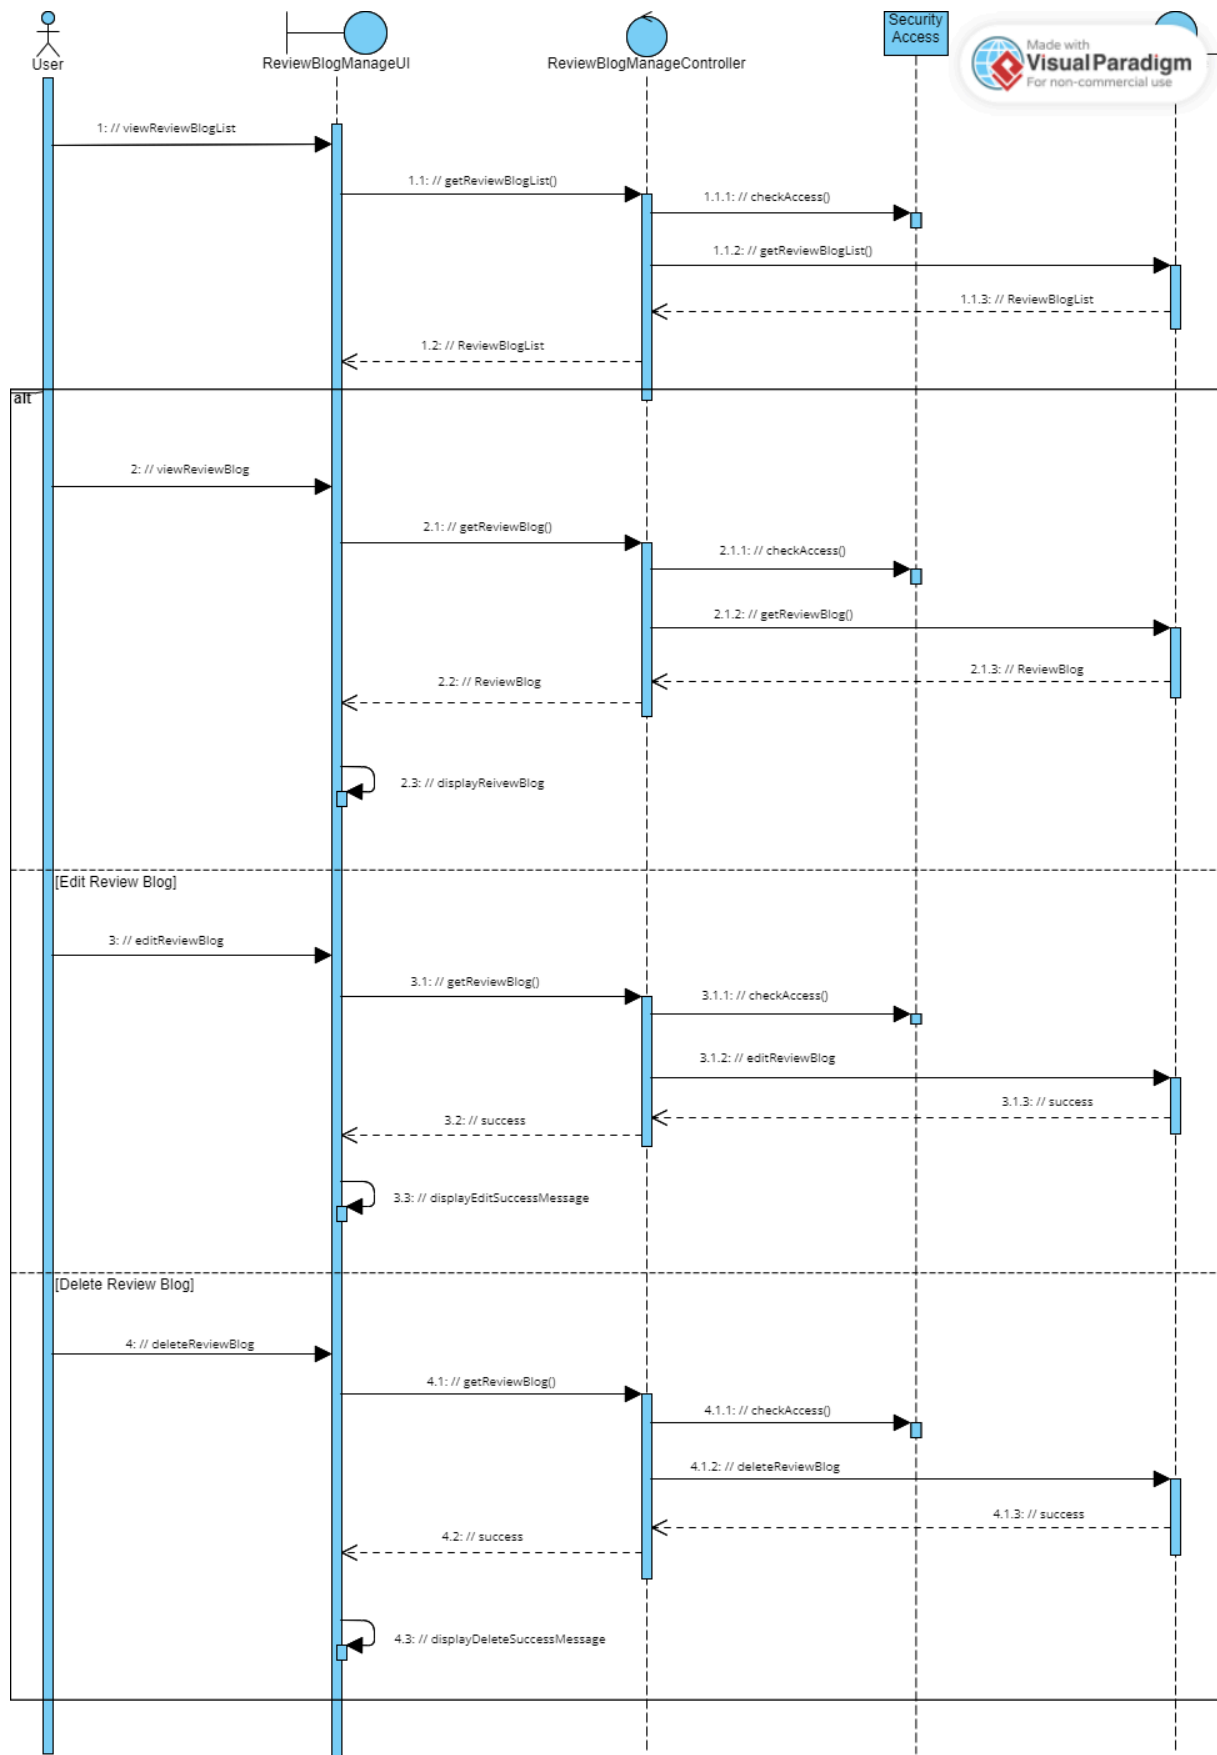 User
ReviewBlogManageUI
ReviewBlogManageController
Security
Access
Made with
VisualParadigm
For non-commercial use
1: // viewReviewBlogList
1.1: // getReviewBlogList()
1.1.1: // checkAccess()
1.1.2: // getReviewBlogList()
1.1.3: // ReviewBlogList
1.2: // ReviewBlogList
alt
2: // viewReviewBlog
2.1: // getReviewBlog()
2.1.1: // checkAccess()
2.1.2: // getReviewBlog()
2.1.3: // ReviewBlog
2.2: // ReviewBlog
2.3: // displayReivewBlog
[Edit Review Blog]
3: // editReviewBlog
3.1: // getReviewBlog()
3.1.1: // checkAccess()
3.1.2: // editReviewBlog
3.1.3: // success
3.2: // success
3.3: // displayEditSuccessMessage
[Delete Review Blog]
4: // deleteReviewBlog
4.1: // getReviewBlog()
4.1.1: // checkAccess()
4.1.2: // deleteReviewBlog
4.1.3: // success
4.2: // success
4.3: // displayDeleteSuccessMessage